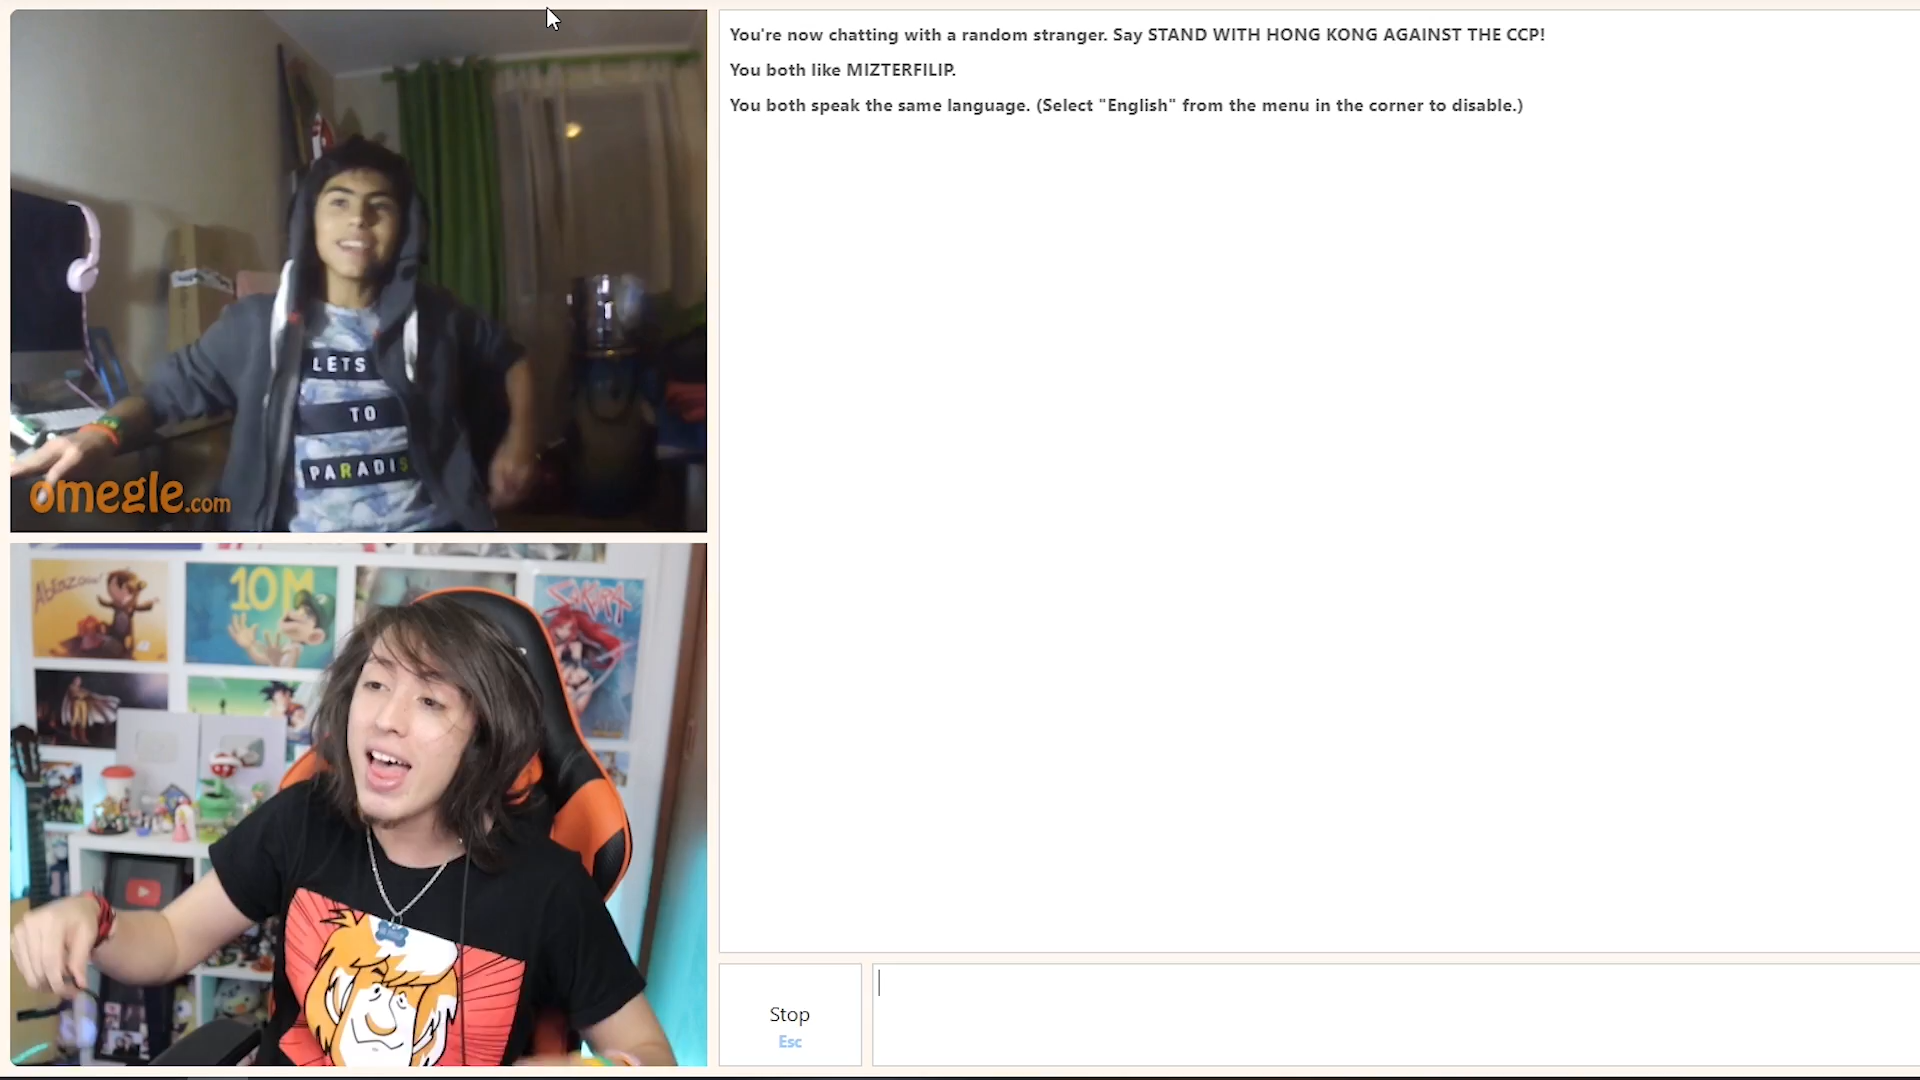 You're now chatting with a random stranger. Say STAND WITH HONG KONG AGAINST THE CCP!
You both like MIZTERFILIP.
You both speak the same language. (Select "English" from the menu in the corner to disable.)
LETS
TO
PARADIS
omegle.com
10 M
SAKURA
Stop
Esc